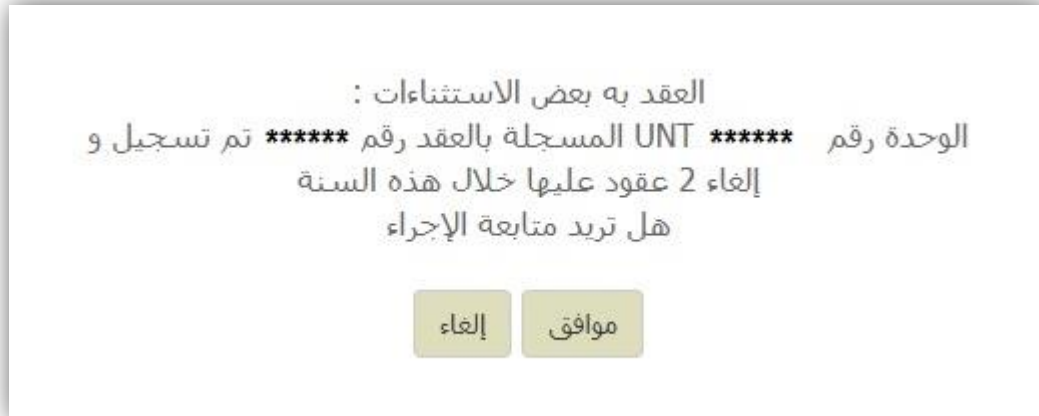 العقد به بعض الاستثناءات :
الوحدة رقم ****** UNT المسجلة بالعقد رقم ****** تم تسجيل و
إلغاء 2 عقود عليها خلال هذه السنة
هل تريد متابعة الإجراء
موافق إلغاء